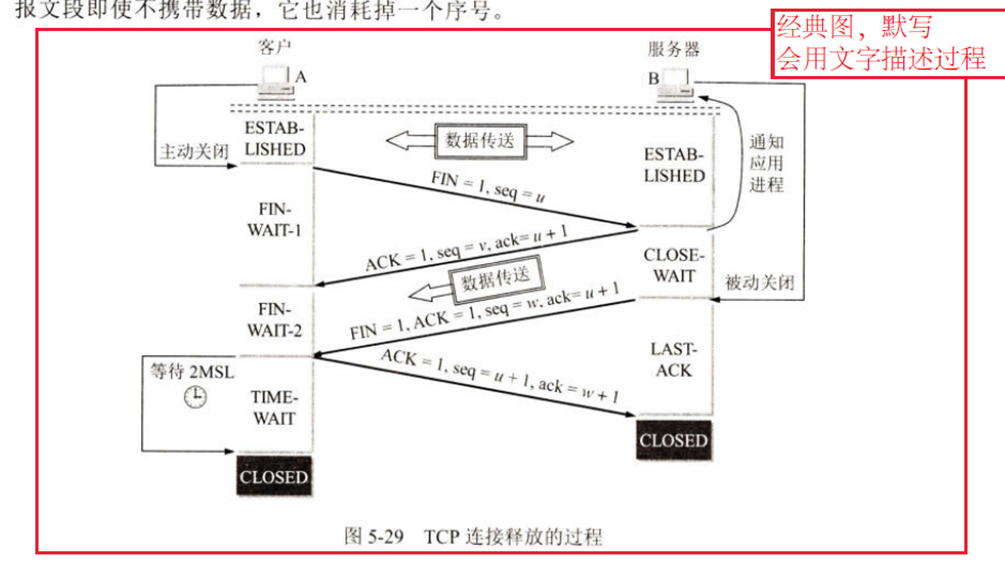 报文段即使不携带数据，它也消耗掉一个序号。
经典图，默写
会用文字描述过程
客户
服务器
A
B
ESTAB-
LISHED
数据传送
主动关闭
ESTAB-
LISHED
通知
应用
进程
FIN = 1, seq = u
FIN-
WAIT-1
ACK = 1, seq = v, ack= u + 1
CLOSE-
WAIT
数据传送
被动关闭
FIN-
WAIT-2
FIN = 1, ACK = 1, seq = w, ack= u + 1
ACK = 1, seq = u + 1, ack = w + 1
LAST-
ACK
等待 2MSL
TIME-
WAIT
CLOSED
CLOSED
图 5-29 TCP 连接释放的过程